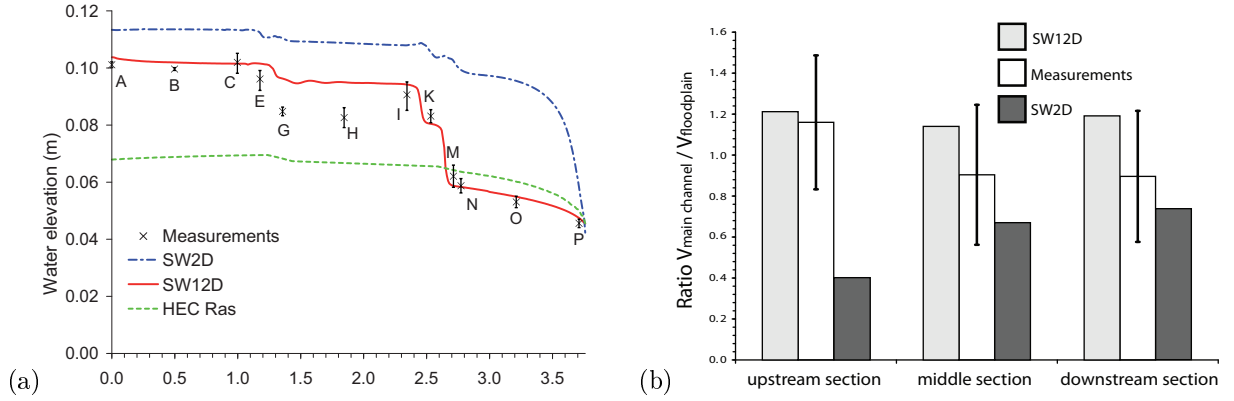 0.12
0.10
0.08
0.06
0.04
0.02
0.00
Water elevation (m)
A
B
C
E
G
H
I
K
M
N
O
P
Measurements
SW2D
SW12D
HEC Ras
0.0 0.5 1.0 1.5 2.0 2.5 3.0 3.5
(a)
1.6
1.4
1.2
1.0
0.8
0.6
0.4
0.2
0.0
Ratio Vmain channel / Vfloodplain
SW12D
Measurements
SW2D
upstream section middle section downstream section
(b)